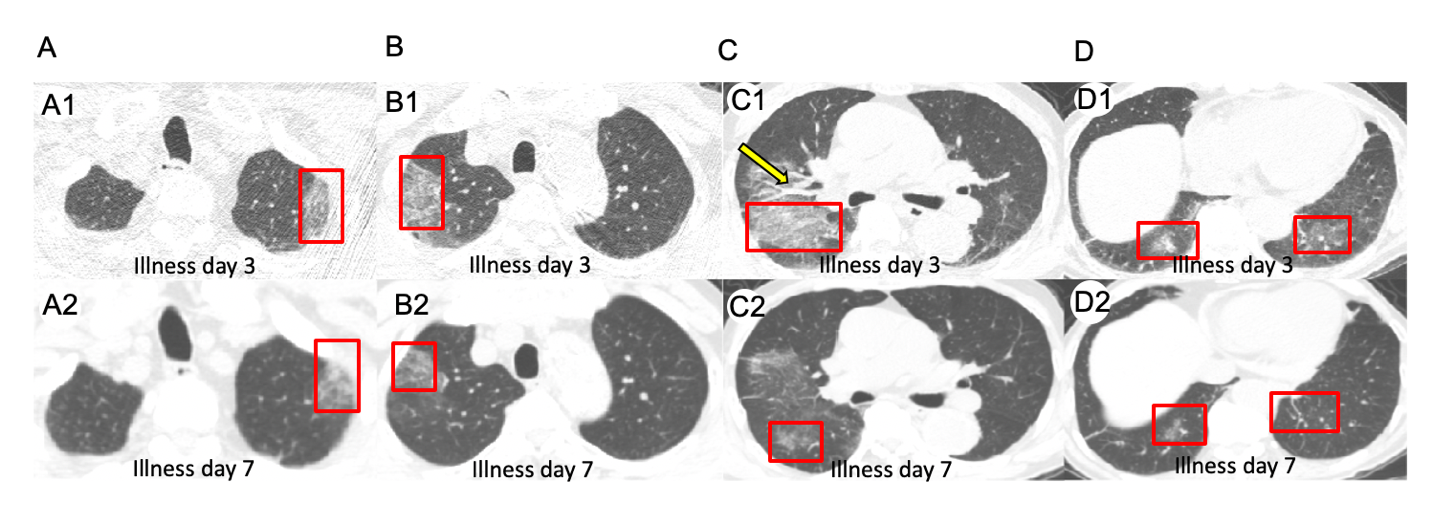 A B C D
A1 B1 C1 D1
Illness day 3 Illness day 3 Illness day 3 Illness day 3
A2 B2 C2 D2
Illness day 7 Illness day 7 Illness day 7 Illness day 7